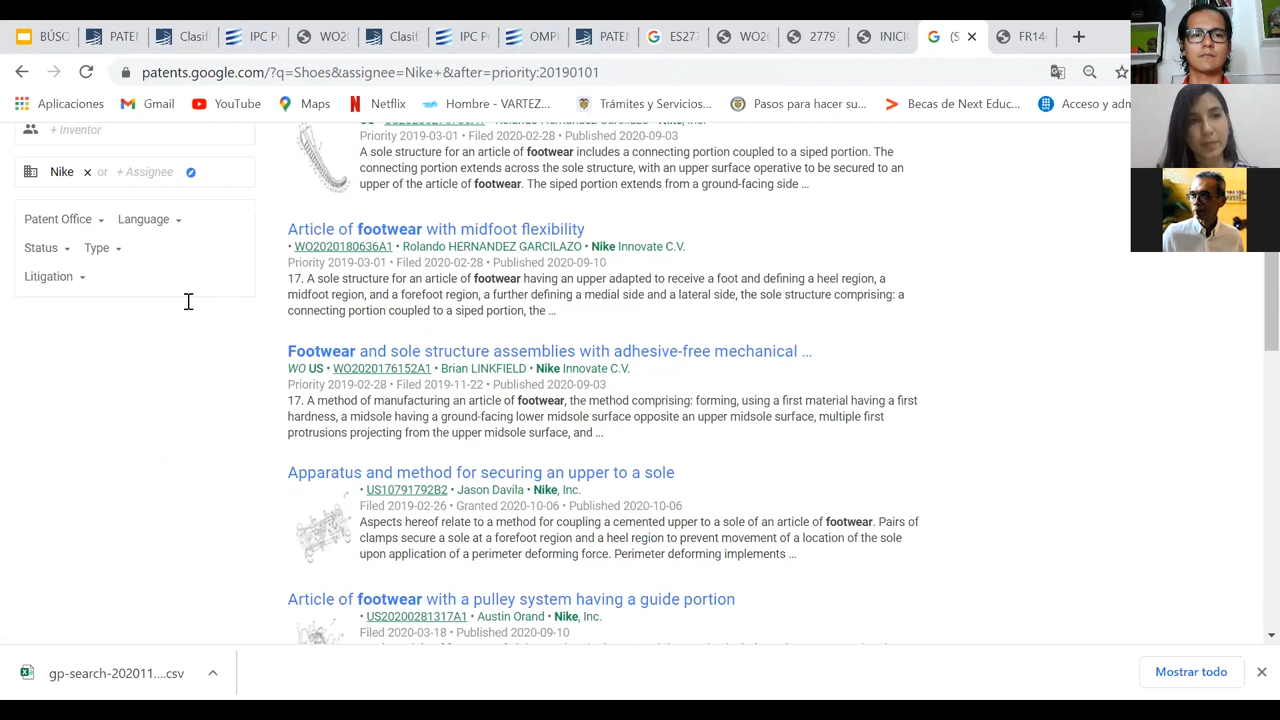 BÚSC
PATEN
Clasifi
IPC P
WO20
Clasifi
IPC P
OMPI
PATEN
ES277
WO20
2779
INICI
(S
FR14
patents.google.com/?q=Shoes&assignee=Nike+&after=priority:20190101
Aplicaciones
Gmail
YouTube
Maps
Netflix
Hombre - VARTEZ...
Trámites y Servicios...
Pasós para hacer su...
Becas de Next Educ...
Acceso y adm
+ Inventor
Nike × or + Assignee
Patent Office Language
Status Type
Litigation
Priority 2019-03-01 • Filed 2020-02-28 • Published 2020-09-03
A sole structure for an article of footwear includes a connecting portion coupled to a siped portion. The
connecting portion extends across the sole structure, with an upper surface operative to be secured to an
upper of the article of footwear. The siped portion extends from a ground-facing side ...
Article of footwear with midfoot flexibility
• WO2020180636A1 • Rolando HERNANDEZ GARCILAZO • Nike Innovate C.V.
Priority 2019-03-01 • Filed 2020-02-28 • Published 2020-09-10
17. A sole structure for an article of footwear having an upper adapted to receive a foot and defining a heel region, a
midfoot region, and a forefoot region, a further defining a medial side and a lateral side, the sole structure comprising: a
connecting portion coupled to a siped portion, the ...
Footwear and sole structure assemblies with adhesive-free mechanical ...
WO US • WO2020176152A1 • Brian LINKFIELD • Nike Innovate C.V.
Priority 2019-02-28 • Filed 2019-11-22 • Published 2020-09-03
17. A method of manufacturing an article of footwear, the method comprising: forming, using a first material having a first
hardness, a midsole having a ground-facing lower midsole surface opposite an upper midsole surface, multiple first
protrusions projecting from the upper midsole surface, and ...
Apparatus and method for securing an upper to a sole
• US10791792B2 • Jason Davila • Nike, Inc.
Filed 2019-02-26 • Granted 2020-10-06 • Published 2020-10-06
Aspects hereof relate to a method for coupling a cemented upper to a sole of an article of footwear. Pairs of
clamps secure a sole at a forefoot region and a heel region to prevent movement of a location of the sole
upon application of a perimeter deforming force. Perimeter deforming implements ...
Article of footwear with a pulley system having a guide portion
• US20200281317A1 • Austin Orand • Nike, Inc.
Filed 2020-03-18 • Published 2020-09-10
gp-search-202011....csv
Mostrar todo